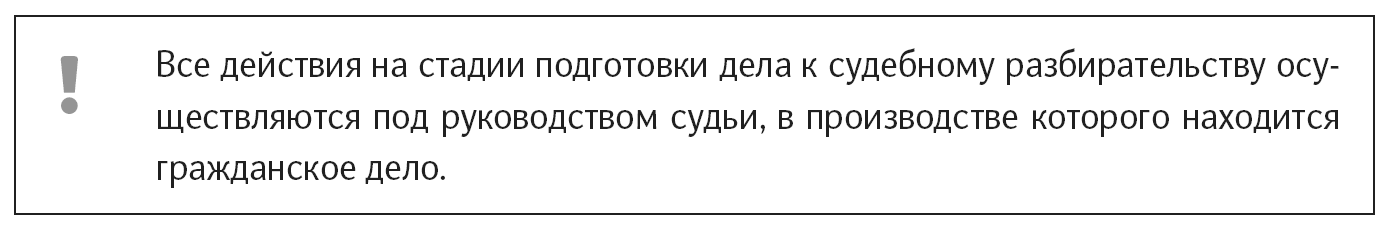 ! Все действия на стадии подготовки дела к судебному разбирательству осу-
ществляются под руководством судьи, в производстве которого находится
гражданское дело.